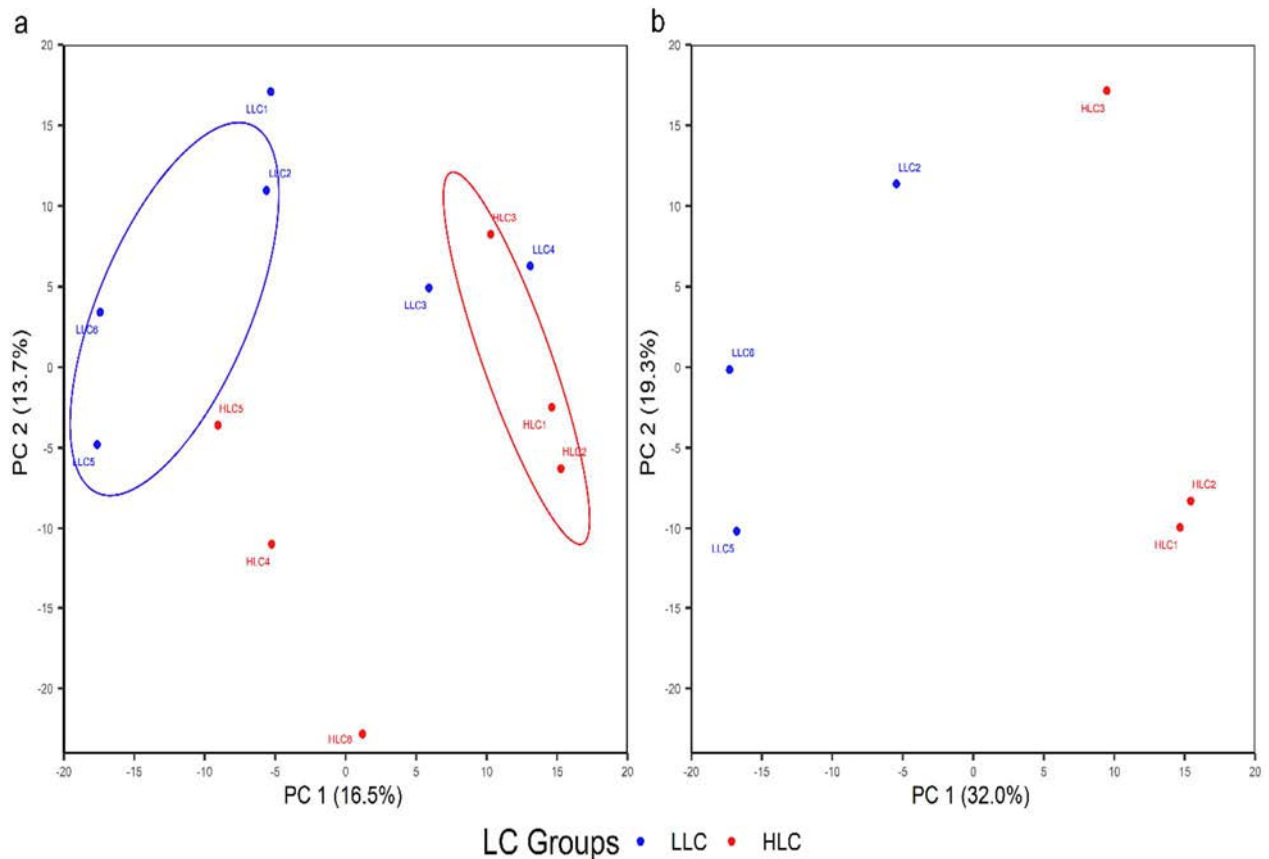 a
b
20
15
10
5
0
-5
-10
-15
-20
PC 2 (13.7%)
LLC1
LLC2
HLC3
LLC4
LLC3
LLC6
HLC5
HLC1
LLC5
HLC2
HLC4
HLC6
-20 -15 -10 -5 0 5 10 15 20
PC 1 (16.5%)
20
15
10
5
0
-5
-10
-15
-20
PC 2 (19.3%)
HLC3
LLC2
LLC6
HLC2
LLC5
HLC1
-20 -15 -10 -5 0 5 10 15 20
PC 1 (32.0%)
LC Groups LLC HLC